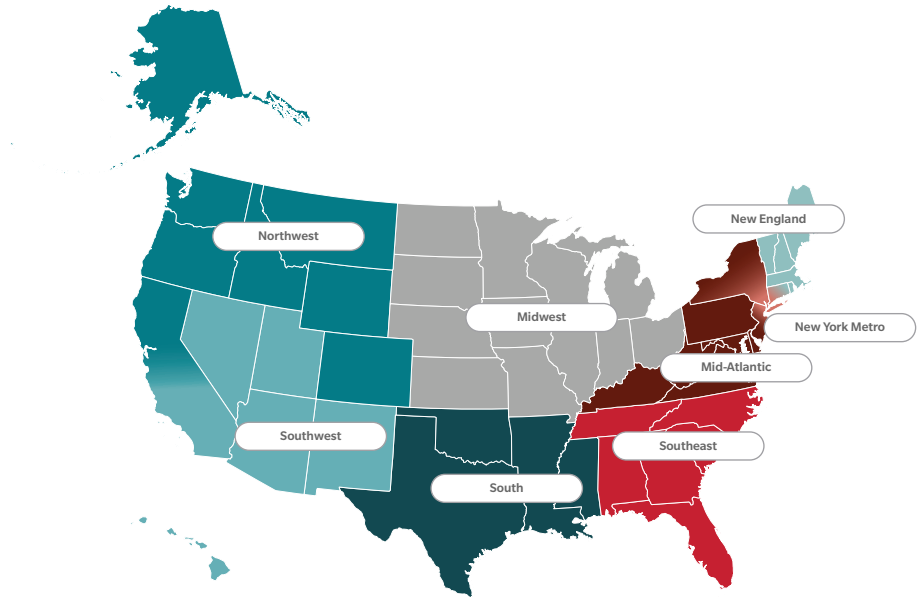 New England
Northwest
Midwest
New York Metro
Mid-Atlantic
Southwest
Southeast
South